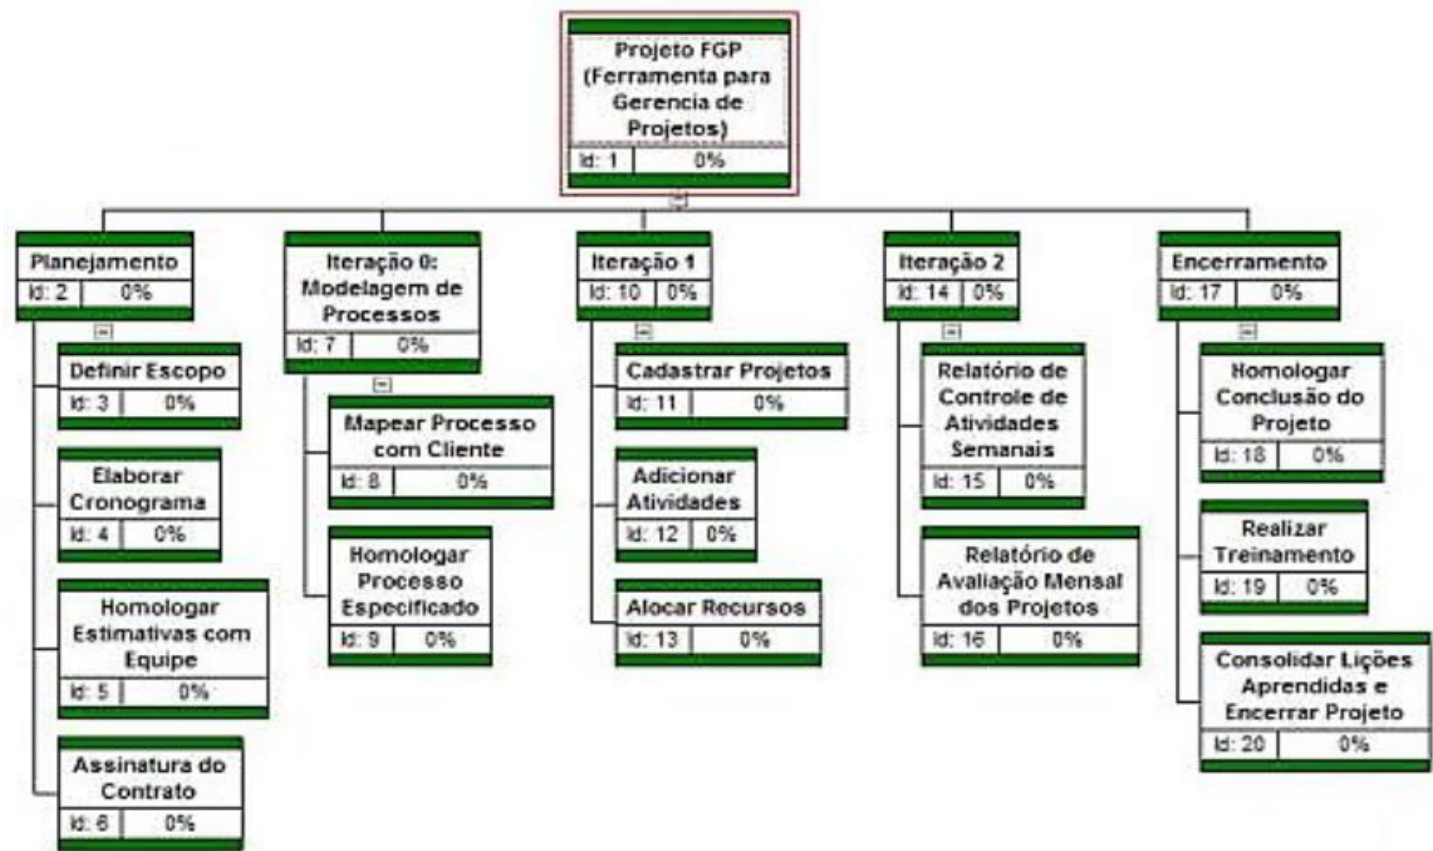 Projeto FGP
(Ferramenta para
Gerencia de
Projetos)
Id: 1 0%
Planejamento
Id: 2 0%
Definir Escopo
Id: 3 0%
Elaborar
Cronograma
Id: 4 0%
Homologar
Estimativas com
Equipe
Id: 5 0%
Assinatura do
Contrato
Id: 6 0%
Iteração 0:
Modelagem de
Processos
Id: 7 0%
Mapear Processo
com Cliente
Id: 8 0%
Homologar
Processo
Especificado
Id: 9 0%
Iteração 1
Id: 10 0%
Cadastrar Projetos
Id: 11 0%
Adicionar
Atividades
Id: 12 0%
Alocar Recursos
Id: 13 0%
Iteração 2
Id: 14 0%
Relatório de
Controle de
Atividades
Semanais
Id: 15 0%
Relatório de
Avaliação Mensal
dos Projetos
Id: 16 0%
Encerramento
Id: 17 0%
Homologar
Conclusão do
Projeto
Id: 18 0%
Realizar
Treinamento
Id: 19 0%
Consolidar Lições
Aprendidas e
Encerrar Projeto
Id: 20 0%